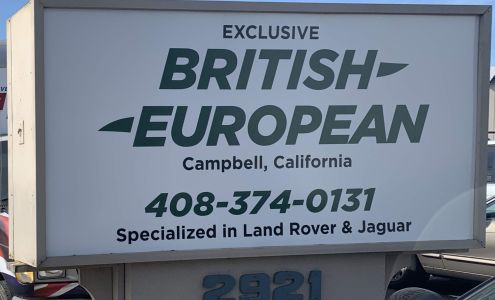 EXCLUSIVE
BRITISH
EUROPEAN
Campbell, California
408-374-0131
Specialized in Land Rover & Jaguar
2921